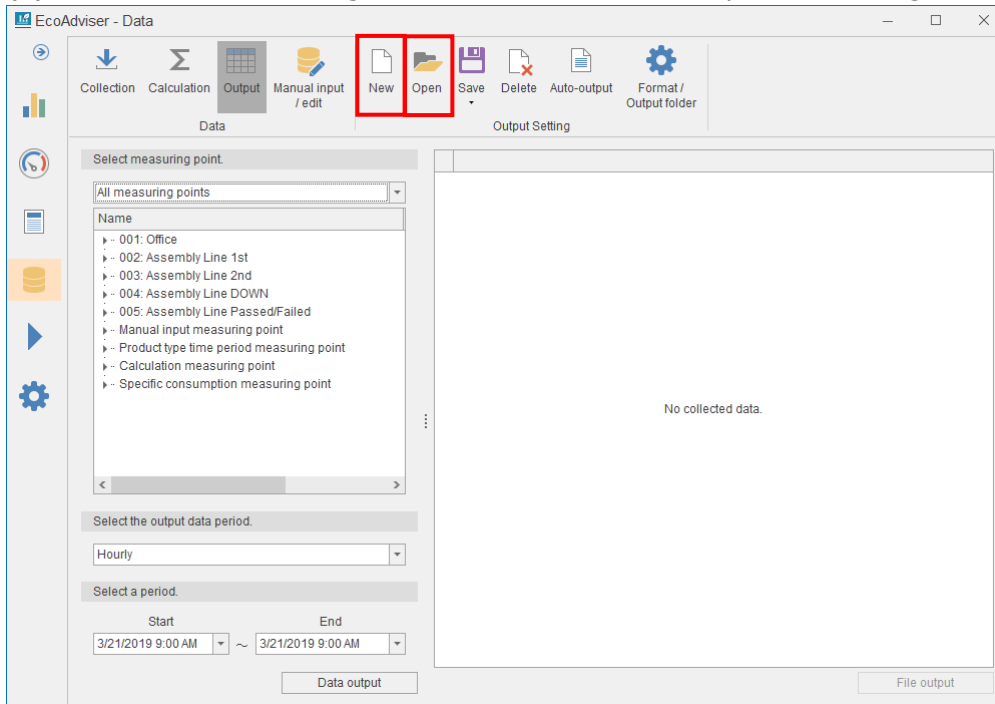 EcoAdviser - Data
Collection Calculation Output Manual input / edit New Open Save Delete Auto-output Format / Output folder
Data Output Setting
Select measuring point.
All measuring points
Name
001: Office
002: Assembly Line 1st
003: Assembly Line 2nd
004: Assembly Line DOWN
005: Assembly Line Passed/Failed
Manual input measuring point
Product type time period measuring point
Calculation measuring point
Specific consumption measuring point
No collected data.
Select the output data period.
Hourly
Select a period.
Start End
3/21/2019 9:00 AM ~ 3/21/2019 9:00 AM
Data output File output